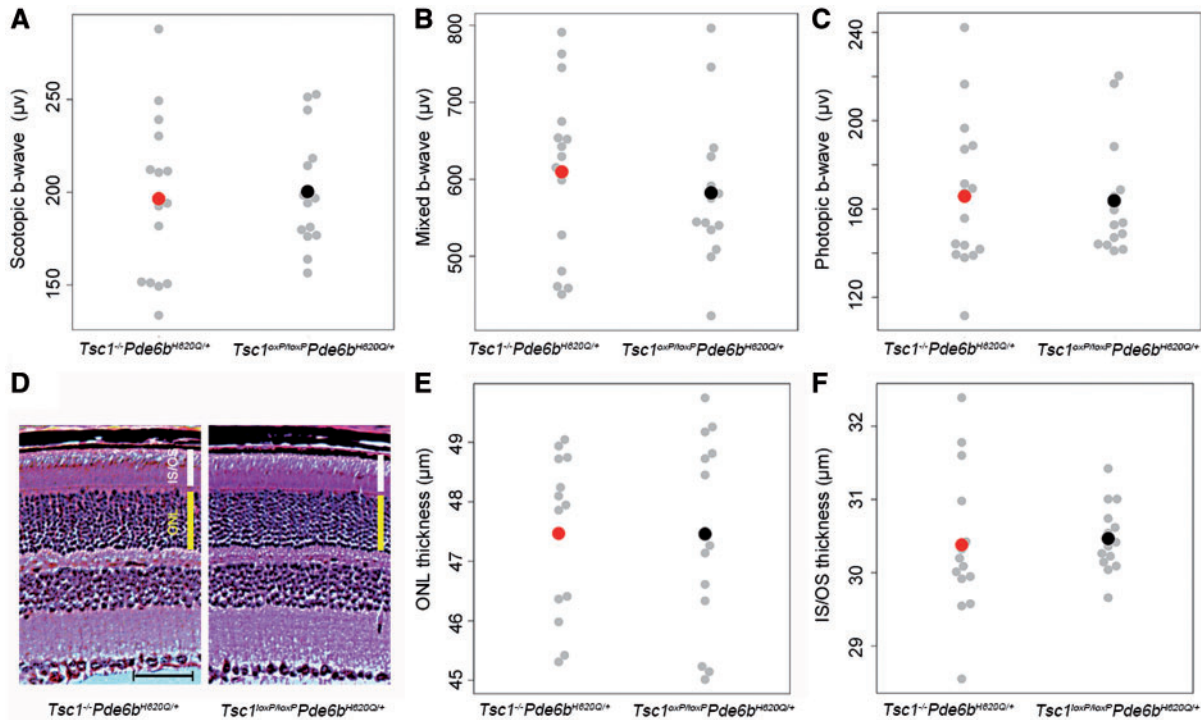 A
Scotopic b-wave (μv)
250
200
150
Tsc1-/-Pde6bH620Q/+
Tsc1oxP/loxPPde6bH620Q/+
B
Mixed b-wave (μv)
800
700
600
500
Tsc1-/-Pde6bH620Q/+
Tsc1oxP/loxPPde6bH620Q/+
C
Photopic b-wave (μv)
240
200
160
120
Tsc1-/-Pde6bH620Q/+
Tsc1oxP/loxPPde6bH620Q/+
D
IS/OS
ONL
Tsc1-/-Pde6bH620Q/+
Tsc1loxP/loxPPde6bH620Q/+
E
ONL thickness (μm)
49
48
47
46
45
Tsc1-/-Pde6bH620Q/+
Tsc1oxP/loxPPde6bH620Q/+
F
IS/OS thickness (μm)
32
31
30
29
Tsc1-/-Pde6bH620Q/+
Tsc1loxP/loxPPde6bH620Q/+